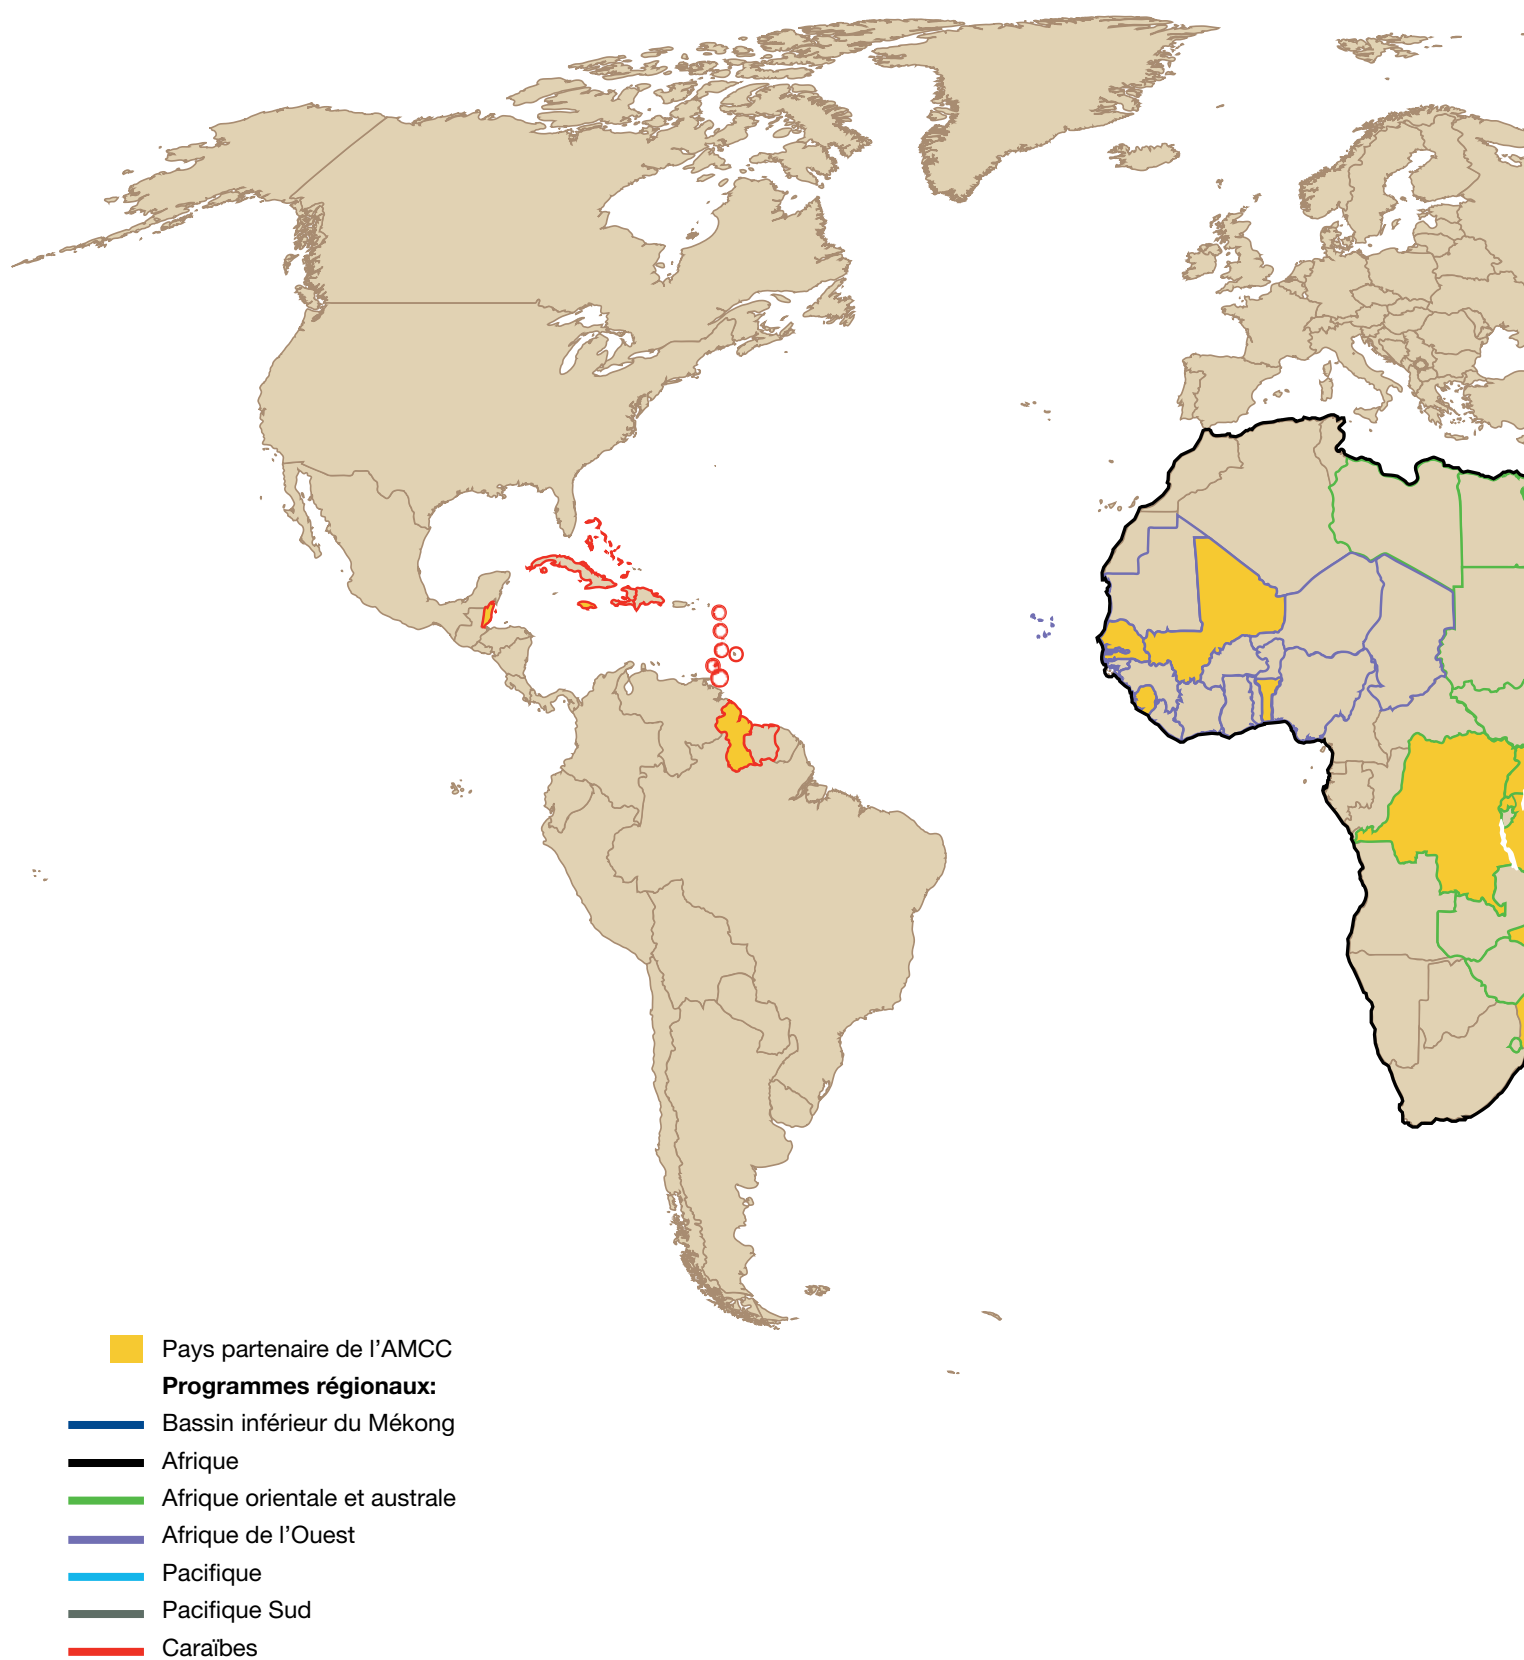 Pays partenaire de l’AMCC
Programmes régionaux:
Bassin inférieur du Mékong
Afrique
Afrique orientale et australe
Afrique de l’Ouest
Pacifique
Pacifique Sud
Caraïbes